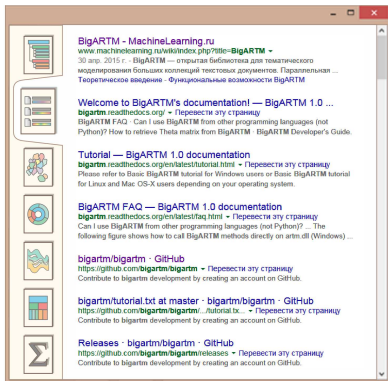 BigARTM - MachineLearning.ru
www.machinelearning.ru/wiki/index.php?title=BigARTM
30 апр. 2015 г. - BigARTM — открытая библиотека для тематического
моделирования больших коллекций текстовых документов. Параллельная ...
Теоретическое введение - Функциональные возможности BigARTM
Welcome to BigARTM's documentation! — BigARTM 1.0 ...
bigartm.readthedocs.org/ - Перевести эту страницу
BigARTM FAQ · Can I use BigARTM from other programming languages (not
Python)? How to retrieve Theta matrix from BigARTM · BigARTM Developer's Guide.
Tutorial — BigARTM 1.0 documentation
bigartm.readthedocs.org/en/latest/tutorial.html - Перевести эту страницу
Please refer to Basic BigARTM tutorial for Windows users or Basic BigARTM tutorial
for Linux and Mac OS-X users depending on your operating system.
BigARTM FAQ — BigARTM 1.0 documentation
bigartm.readthedocs.org/en/latest/faq.html - Перевести эту страницу
Can I use BigARTM from other programming languages (not Python)? ... The
following figure shows how to call BigARTM methods directly on artm.dll (Windows) ...
bigartm/bigartm · GitHub
https://github.com/bigartm/bigartm - Перевести эту страницу
Contribute to bigartm development by creating an account on GitHub.
bigartm/tutorial.txt at master · bigartm/bigartm · GitHub
https://github.com/bigartm/bigartm/.../tutorial.tx... - Перевести эту страницу
Contribute to bigartm development by creating an account on GitHub.
Releases · bigartm/bigartm · GitHub
https://github.com/bigartm/bigartm/releases - Перевести эту страницу
Contribute to bigartm development by creating an account on GitHub.
Σ